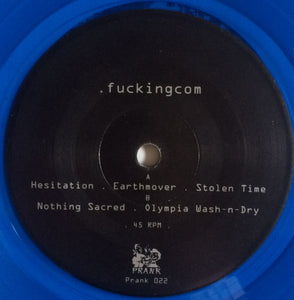 .fuckingcom
A
Hesitation . Earthmover . Stolen Time
B
Nothing Sacred . Olympia Wash-n-Dry
. 45 RPM .
PRANK
Prank 022